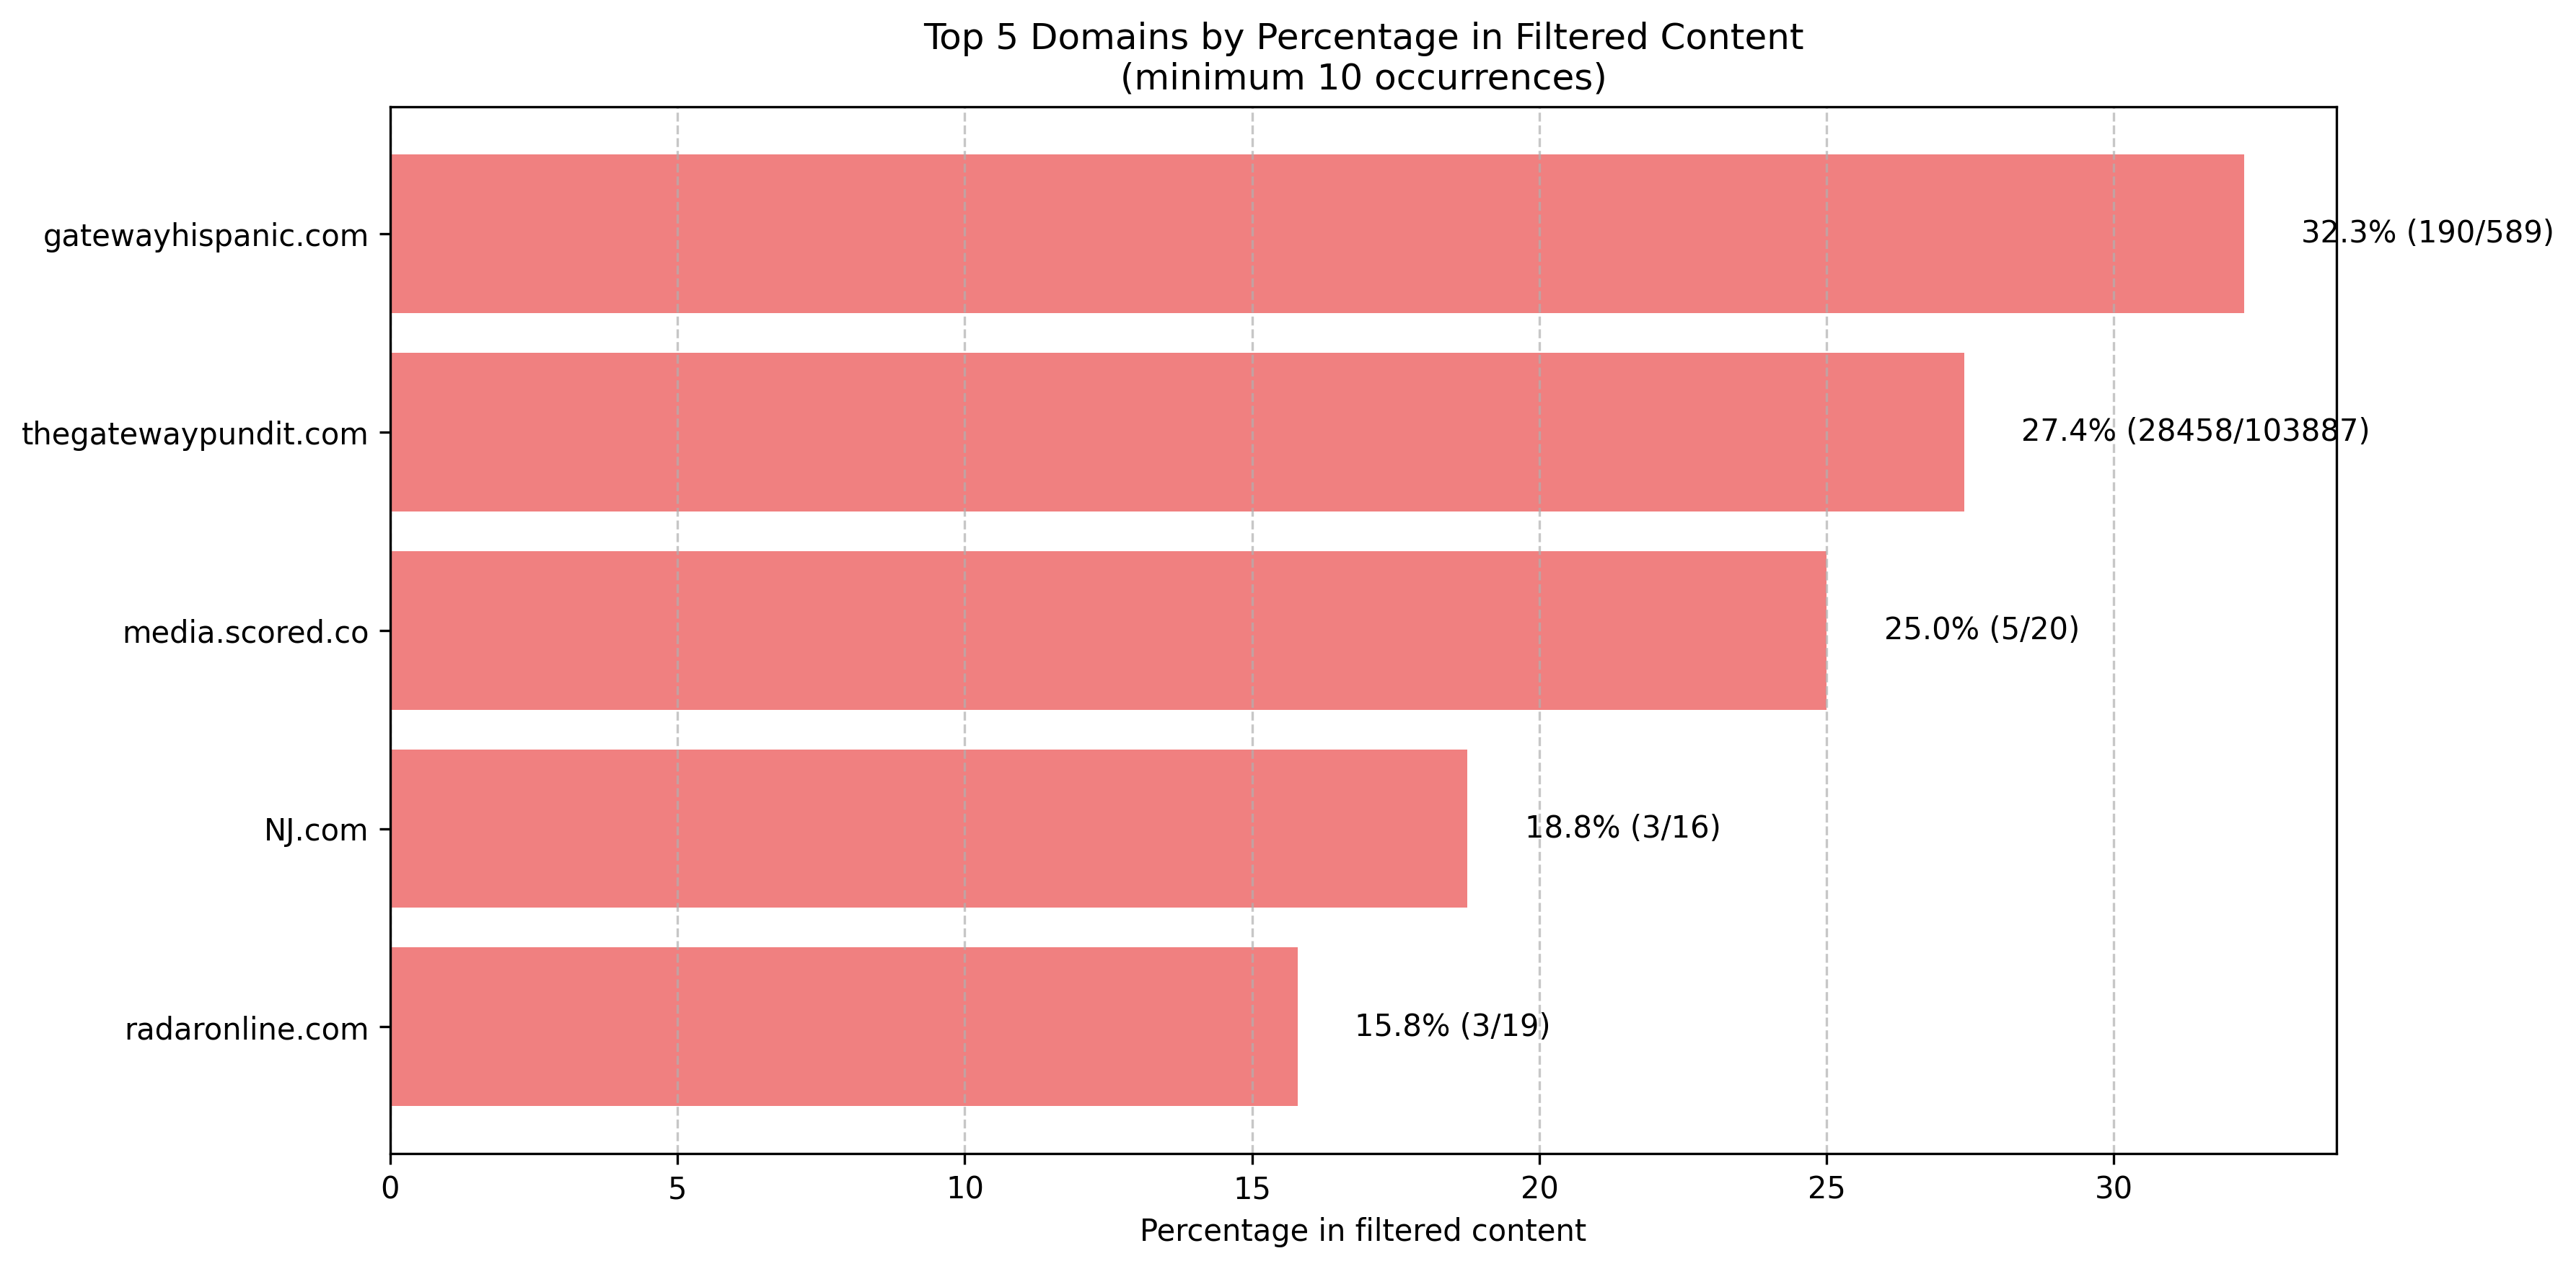 Top 5 Domains by Percentage in Filtered Content
(minimum 10 occurrences)
gatewayhispanic.com
32.3% (190/589)
thegatewaypundit.com
27.4% (28458/103887)
media.scored.co
25.0% (5/20)
NJ.com
18.8% (3/16)
radaronline.com
15.8% (3/19)
0 5 10 15 20 25 30
Percentage in filtered content